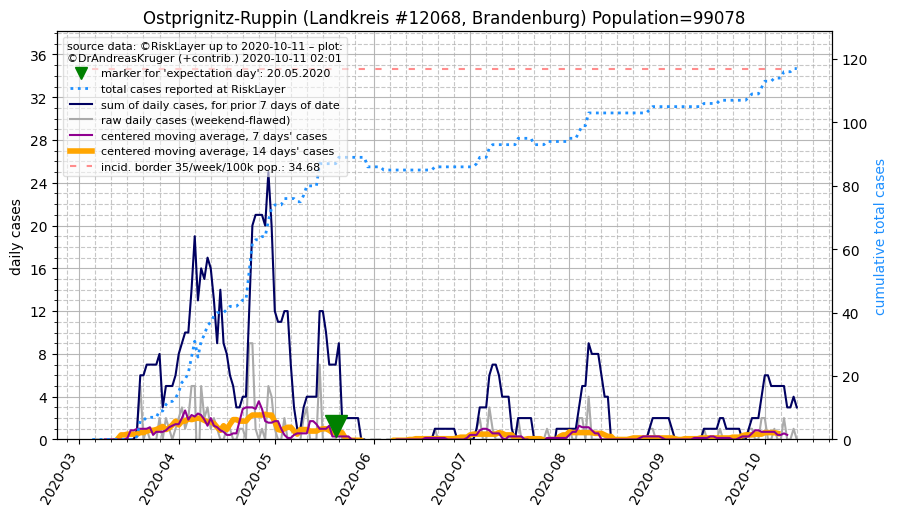 Ostprignitz-Ruppin (Landkreis #12068, Brandenburg) Population=99078
source data: ©RiskLayer up to 2020-10-11 – plot:
©DrAndreasKruger (+contrib.) 2020-10-11 02:01
marker for 'expectation day': 20.05.2020
total cases reported at RiskLayer
sum of daily cases, for prior 7 days of date
raw daily cases (weekend-flawed)
centered moving average, 7 days' cases
centered moving average, 14 days' cases
incid. border 35/week/100k pop.: 34.68
daily cases
36
32
28
24
20
16
12
8
4
0
cumulative total cases
120
100
80
60
40
20
0
2020-03
2020-04
2020-05
2020-06
2020-07
2020-08
2020-09
2020-10